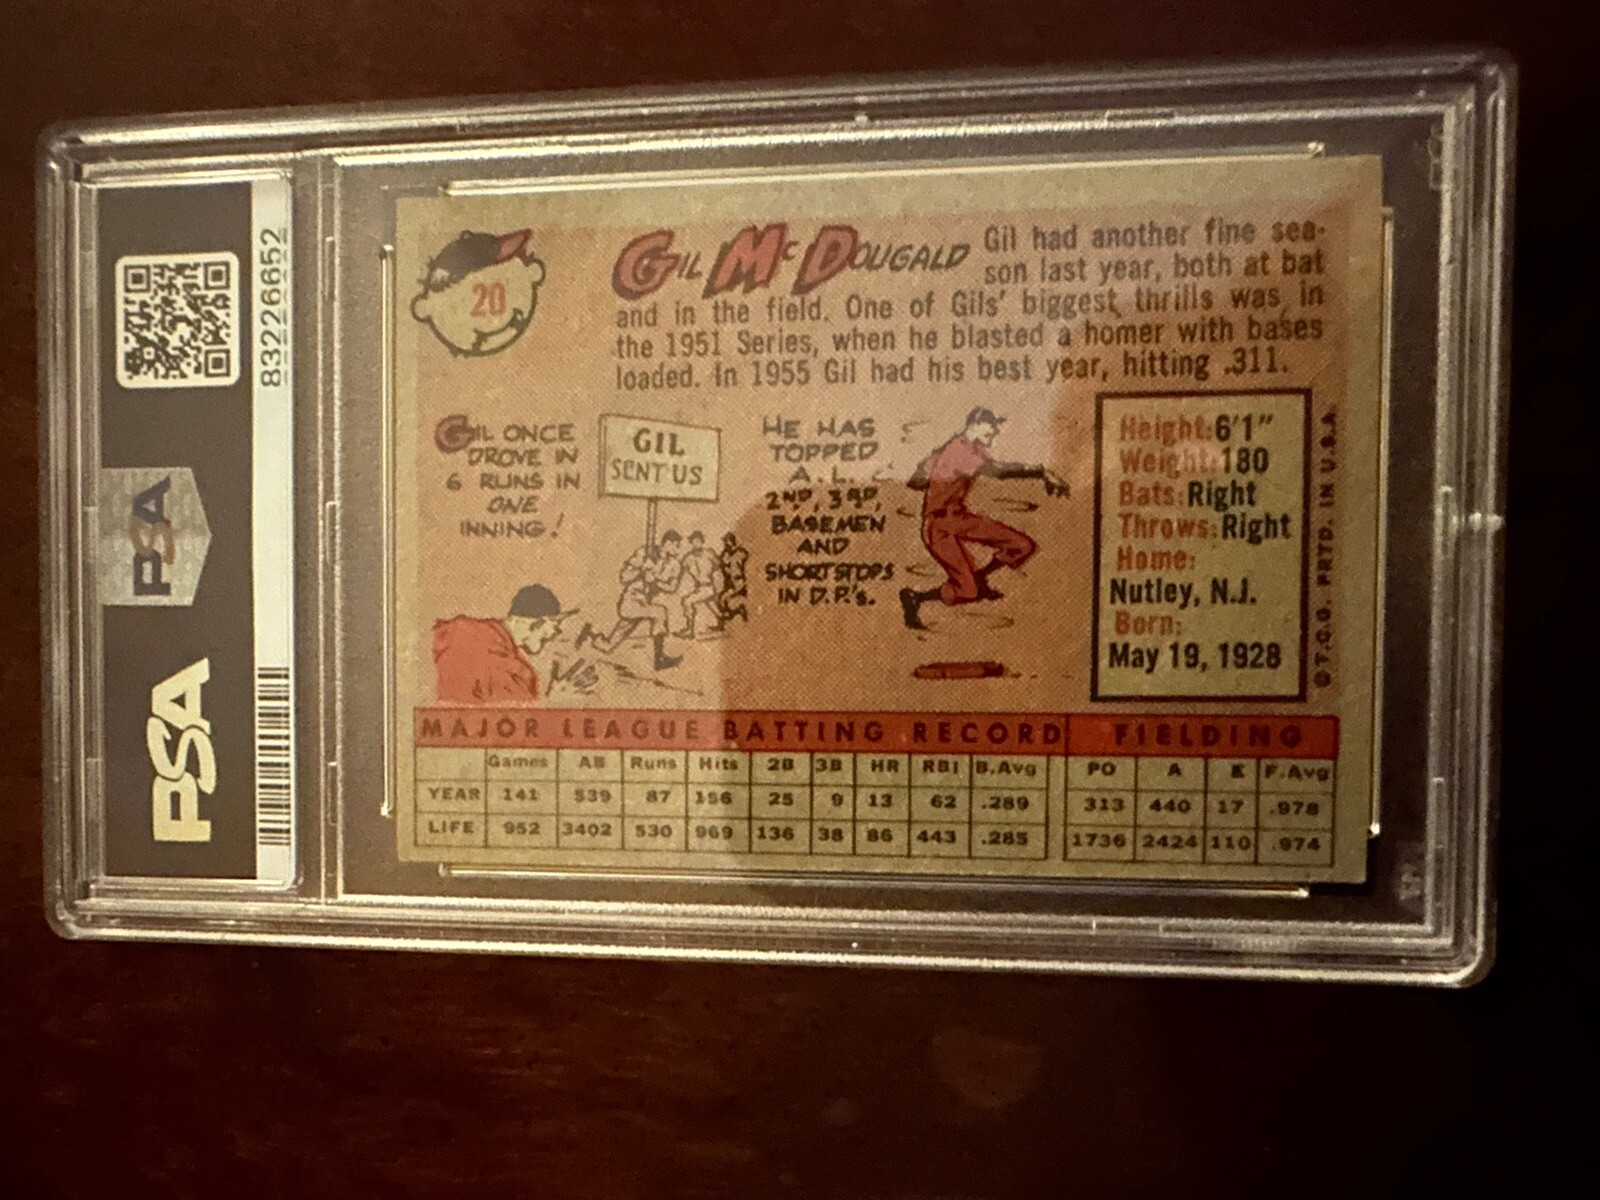 83226652
PSA
PSA
20
GIL McDOUGALD
Gil had another fine sea-
son last year, both at bat
and in the field. One of Gils' biggest thrills was in
the 1951 Series, when he blasted a homer with bases
loaded. In 1955 Gil had his best year, hitting .311.
GIL ONCE
DROVE IN
6 RUNS IN
ONE
INNING!
GIL
SENT US
HE HAS
TOPPED
A.L.
2ND, 3RD,
BASEMEN
AND
SHORTSTOPS
IN D.P.'s.
Height: 6'1"
Weight: 180
Bats: Right
Throws: Right
Home:
Nutley, N.J.
Born:
May 19, 1928
© T.C.G. PRTD. IN U.S.A.
MAJOR LEAGUE BATTING RECORD FIELDING
Games AB Runs Hits 2B 3B HR RBI B.Avg PO A E F.Avg
YEAR 141 539 87 156 25 9 13 62 .289 313 440 17 .978
LIFE 952 3402 530 969 136 38 86 443 .285 1736 2424 110 .974